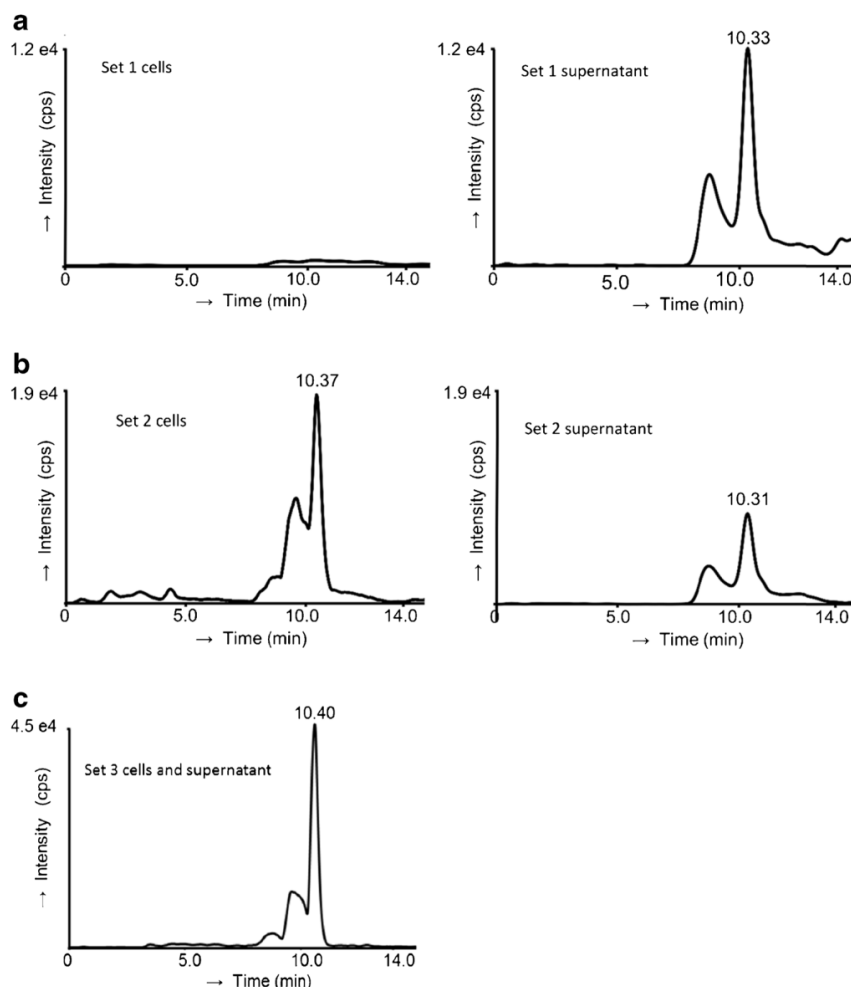 a
1.2 e4
Set 1 cells
→ Intensity (cps)
0 5.0 10.0 14.0
→ Time (min)
10.33
1.2 e4
Set 1 supernatant
→ Intensity (cps)
0 5.0 10.0 14.0
→ Time (min)
b
10.37
1.9 e4
Set 2 cells
→ Intensity (cps)
0 5.0 10.0 14.0
→ Time (min)
1.9 e4
Set 2 supernatant
10.31
→ Intensity (cps)
0 5.0 10.0 14.0
→ Time (min)
c
10.40
4.5 e4
Set 3 cells and supernatant
→ Intensity (cps)
0 5.0 10.0 14.0
→ Time (min)